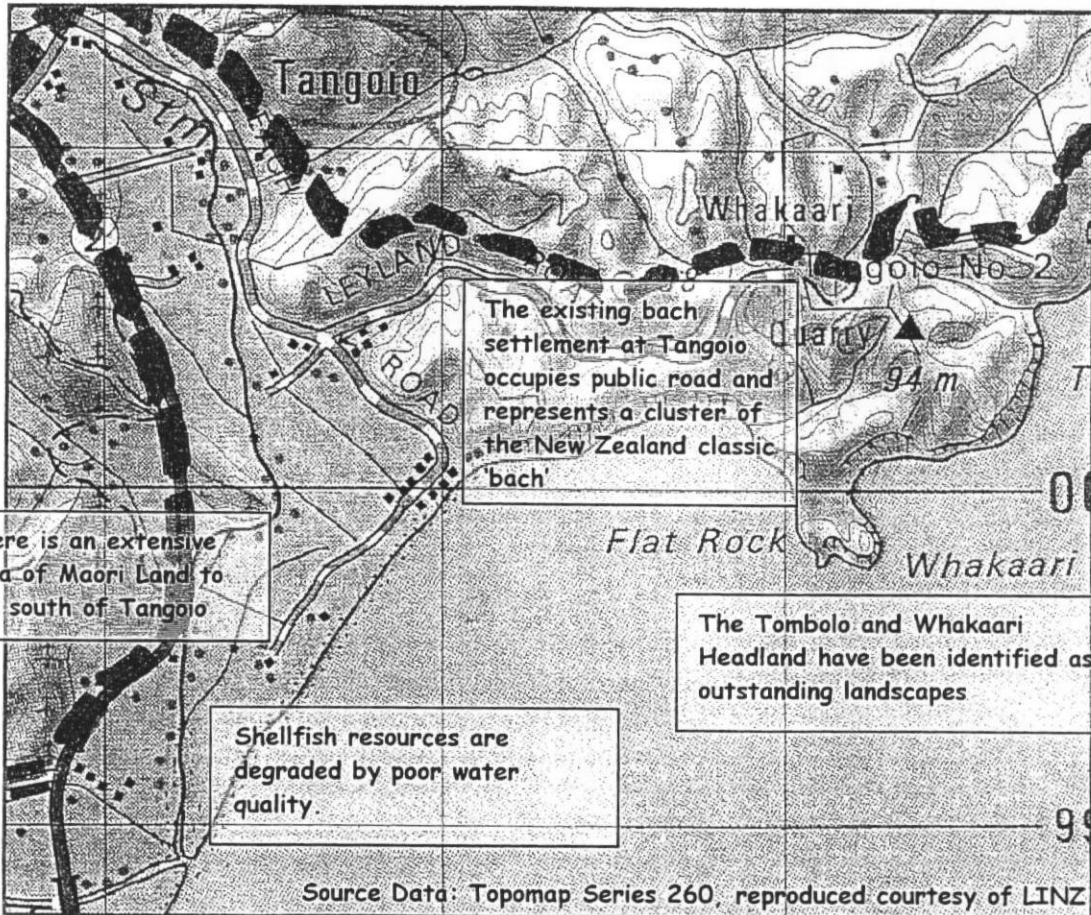 Stm
Tangoio
2
LEYLAND
ROAD
Whakaari
Tangoio No 2
Quarry
94 m
The existing bach
settlement at Tangoio
occupies public road and
represents a cluster of
the New Zealand classic
'bach'
Flat Rock
Whakaari
ere is an extensive
a of Maori Land to
south of Tangoio
The Tombolo and Whakaari
Headland have been identified as
outstanding landscapes
Shellfish resources are
degraded by poor water
quality.
Source Data: Topomap Series 260, reproduced courtesy of LINZ